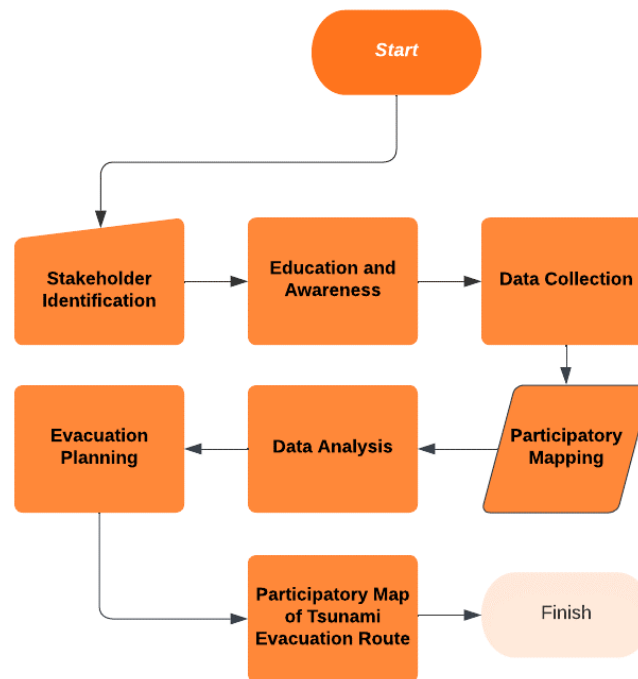 Start
Stakeholder
Identification
Education and
Awareness
Data Collection
Participatory
Mapping
Data Analysis
Evacuation
Planning
Participatory Map
of Tsunami
Evacuation Route
Finish